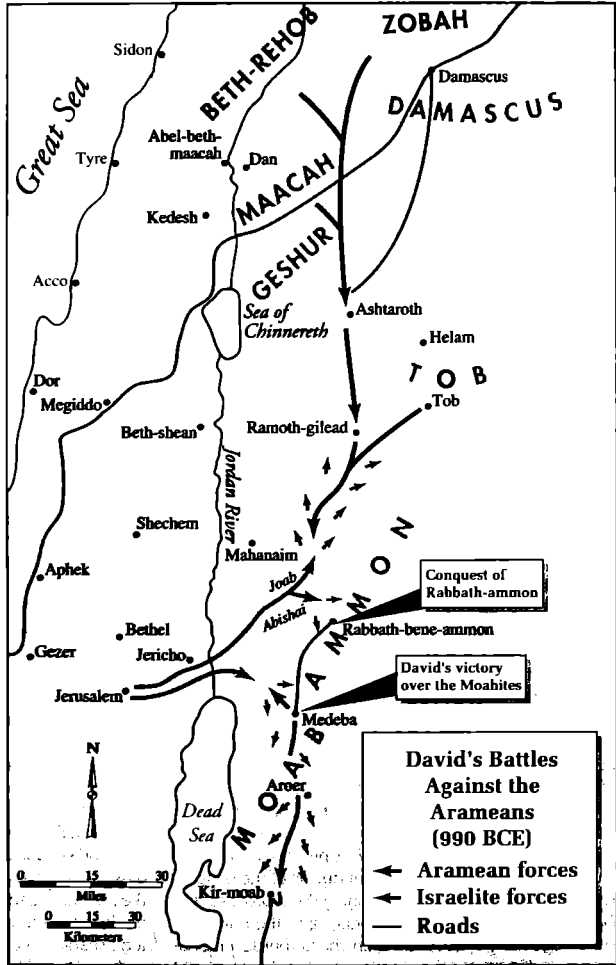 ZOBAH
Sidon
BETH-REHOB
Damascus
DAMASCUS
Great Sea
Abel-beth-
maacah
Dan
Tyre
MAACAH
Kedesh
GESHUR
Acco
Sea of
Chinnereth
Ashtaroth
Helam
TOB
Dor
Megiddo
Tob
Beth-shean
Ramoth-gilead
Jordan River
Shechem
Mahanaim
AMMON
Joab
Conquest of
Rabbath-ammon
Aphek
Abishai
Bethel
Rabbath-bene-ammon
Gezer
Jericho
David's victory
over the Moabites
Jerusalem
Medeba
MOAB
N
Aroer
Dead
Sea
David's Battles
Against the
Arameans
(990 BCE)
Aramean forces
Israelite forces
Roads
Kir-moab
0 15 30
Miles
0 15 30
Kilometers